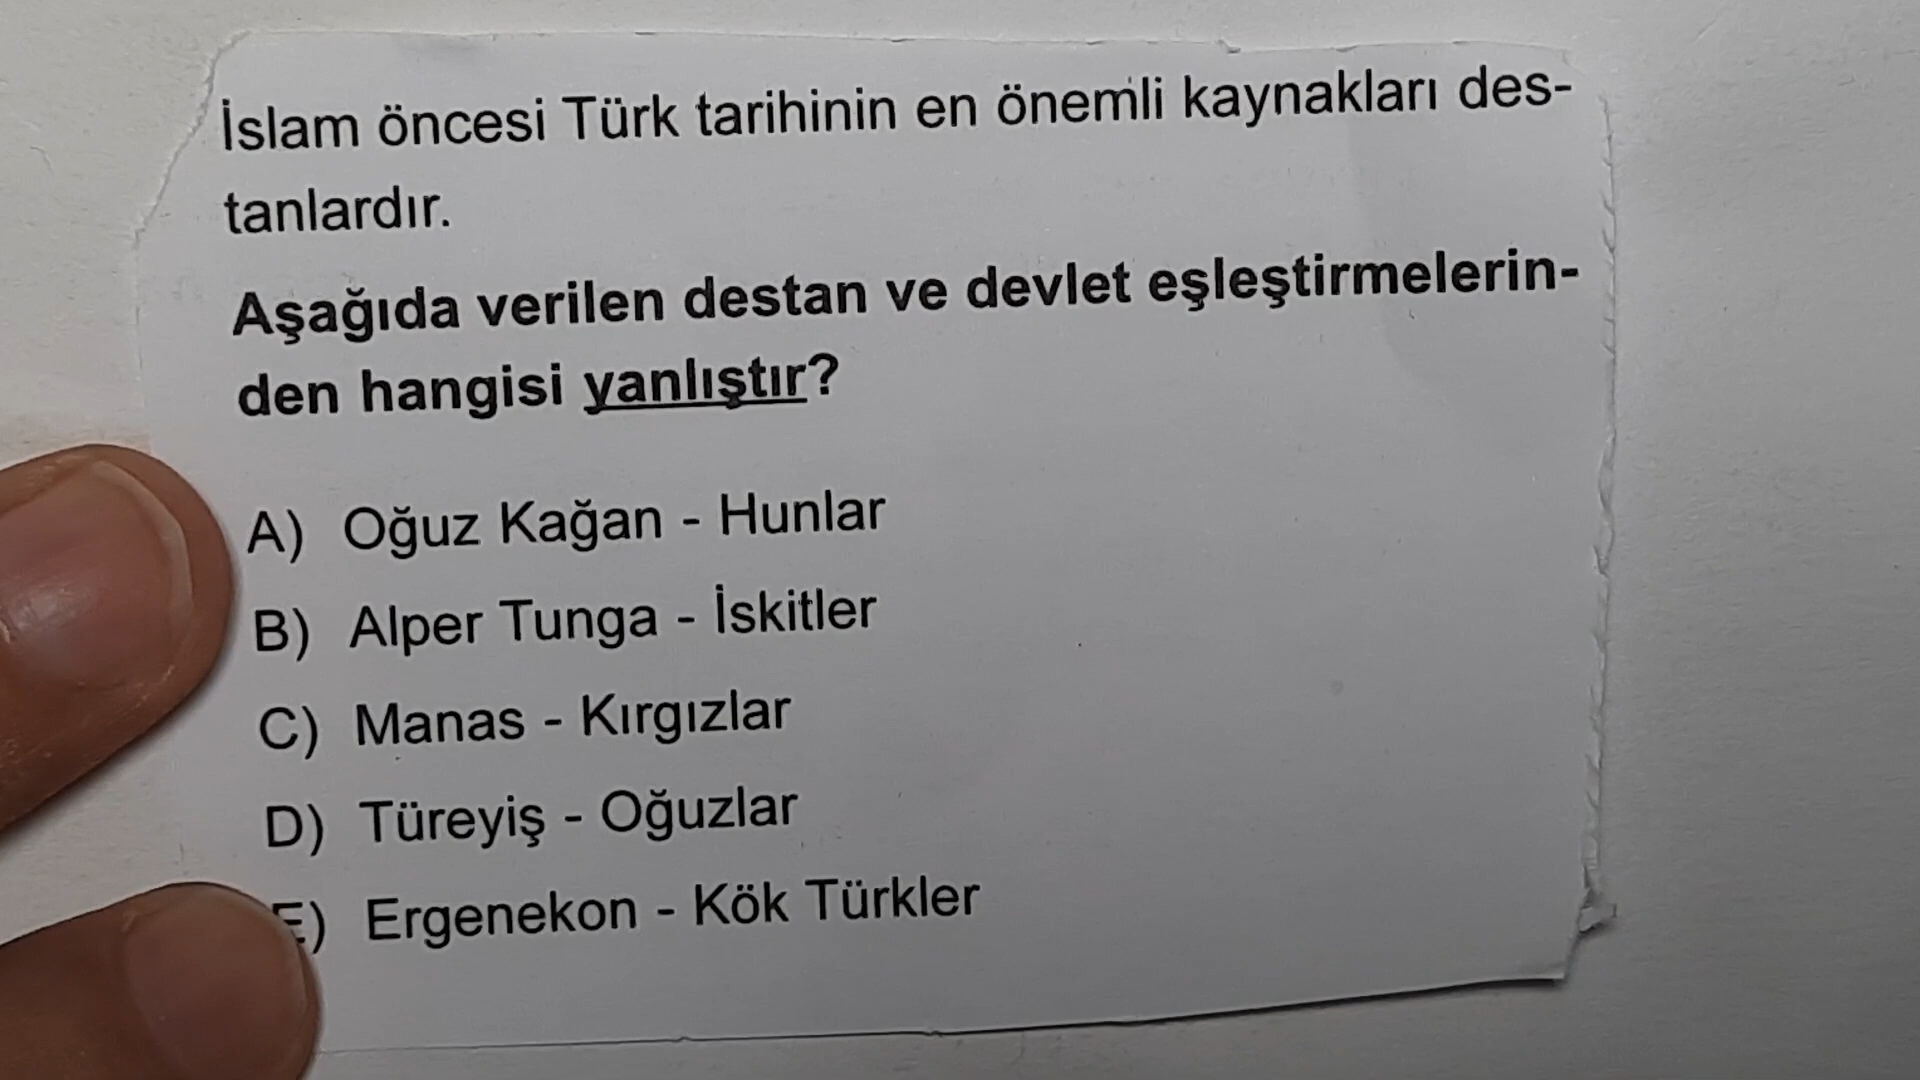 İslam öncesi Türk tarihinin en önemli kaynakları des-
tanlardır.
Aşağıda verilen destan ve devlet eşleştirmelerin-
den hangisi yanlıştır?
A) Oğuz Kağan - Hunlar
B) Alper Tunga - İskitler
C) Manas - Kırgızlar
D) Türeyiş - Oğuzlar
E) Ergenekon - Kök Türkler